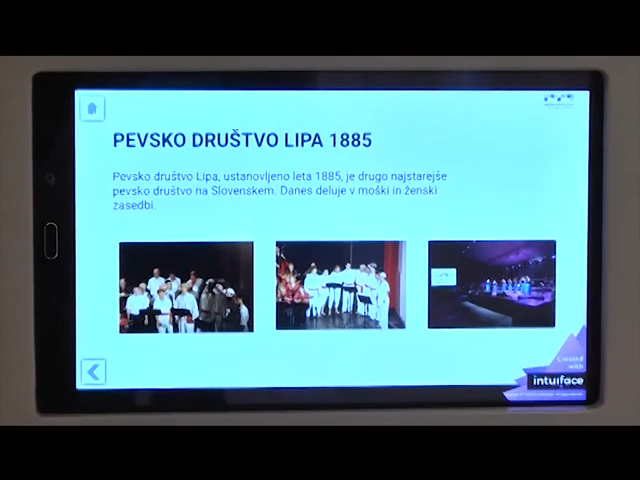 PEVSKO DRUŠTVO LIPA 1885
Pevsko društvo Lipa, ustanovljeno leta 1885, je drugo najstarejše
pevsko društvo na Slovenskem. Danes deluje v moški in ženski
zasedbi.
Created
with
intuiface